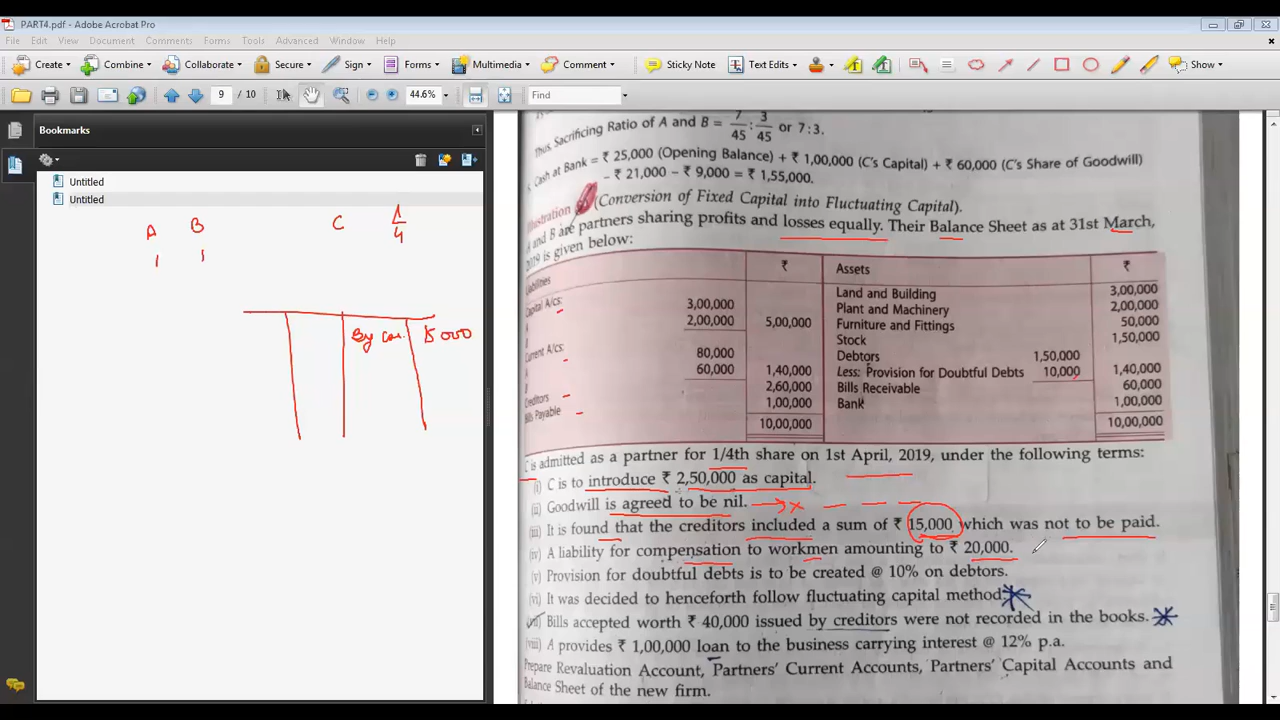 PART4.pdf - Adobe Acrobat Pro
File Edit View Document Comments Forms Tools Advanced Window Help
Create Combine Collaborate Secure Sign Forms Multimedia Comment Sticky Note Text Edits Show
9 / 10 44.6% Find
Bookmarks
Untitled
Untitled
A B C 1/4
1 1
By cre. 15000
Thus, Sacrificing Ratio of A and B = 7/45 : 3/45 or 7 : 3.
Cash at Bank = ₹ 25,000 (Opening Balance) + ₹ 1,00,000 (C's Capital) + ₹ 60,000 (C's Share of Goodwill)
– ₹ 21,000 – ₹ 9,000 = ₹ 1,55,000.
Illustration (Conversion of Fixed Capital into Fluctuating Capital).
A and B are partners sharing profits and losses equally. Their Balance Sheet as at 31st March,
2019 is given below:
Liabilities ₹ Assets ₹
Capital A/cs: Land and Building 3,00,000
A 3,00,000 Plant and Machinery 2,00,000
B 2,00,000 5,00,000 Furniture and Fittings 50,000
Current A/cs: Stock 1,50,000
A 80,000 Debtors 1,50,000
B 60,000 1,40,000 Less: Provision for Doubtful Debts 10,000 1,40,000
Creditors 2,60,000 Bills Receivable 60,000
Bills Payable 1,00,000 Bank 1,00,000
10,00,000 10,00,000
C is admitted as a partner for 1/4th share on 1st April, 2019, under the following terms:
(i) C is to introduce ₹ 2,50,000 as capital.
(ii) Goodwill is agreed to be nil. x
(iii) It is found that the creditors included a sum of ₹ 15,000 which was not to be paid.
(iv) A liability for compensation to workmen amounting to ₹ 20,000.
(v) Provision for doubtful debts is to be created @ 10% on debtors.
(vi) It was decided to henceforth follow fluctuating capital method
(vii) Bills accepted worth ₹ 40,000 issued by creditors were not recorded in the books.
(viii) A provides ₹ 1,00,000 loan to the business carrying interest @ 12% p.a.
Prepare Revaluation Account, Partners' Current Accounts, Partners' Capital Accounts and
Balance Sheet of the new firm.